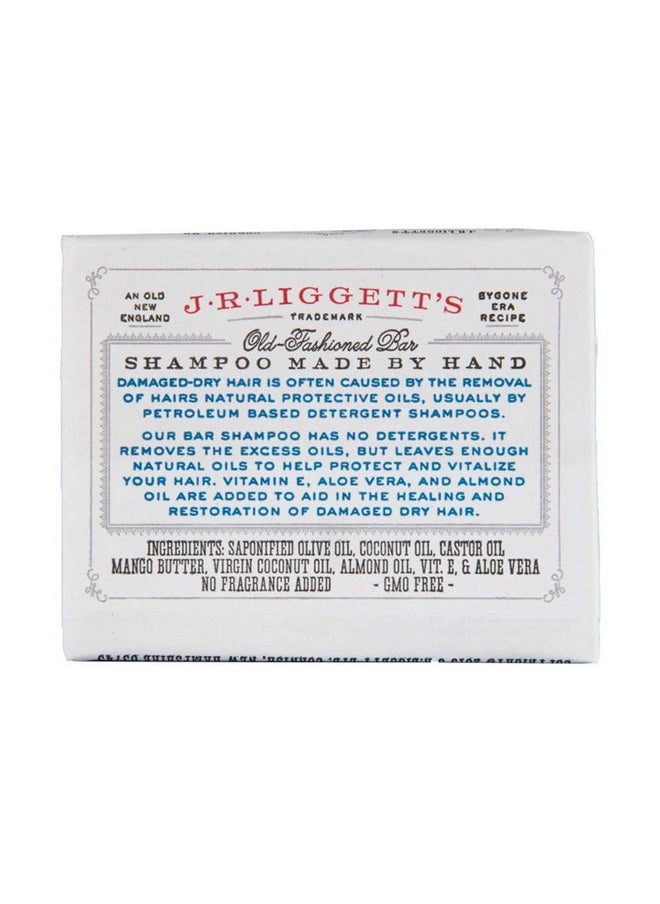 AN OLD
NEW
ENGLAND
J·R·LIGGETT'S
TRADEMARK
BYGONE
ERA
RECIPE
Old-Fashioned Bar
SHAMPOO MADE BY HAND
DAMAGED-DRY HAIR IS OFTEN CAUSED BY THE REMOVAL
OF HAIRS NATURAL PROTECTIVE OILS, USUALLY BY
PETROLEUM BASED DETERGENT SHAMPOOS.
OUR BAR SHAMPOO HAS NO DETERGENTS. IT
REMOVES THE EXCESS OILS, BUT LEAVES ENOUGH
NATURAL OILS TO HELP PROTECT AND VITALIZE
YOUR HAIR. VITAMIN E, ALOE VERA, AND ALMOND
OIL ARE ADDED TO AID IN THE HEALING AND
RESTORATION OF DAMAGED DRY HAIR.
INGREDIENTS: SAPONIFIED OLIVE OIL, COCONUT OIL, CASTOR OIL,
MANGO BUTTER, VIRGIN COCONUT OIL, ALMOND OIL, VIT. E, & ALOE VERA
NO FRAGRANCE ADDED - GMO FREE -